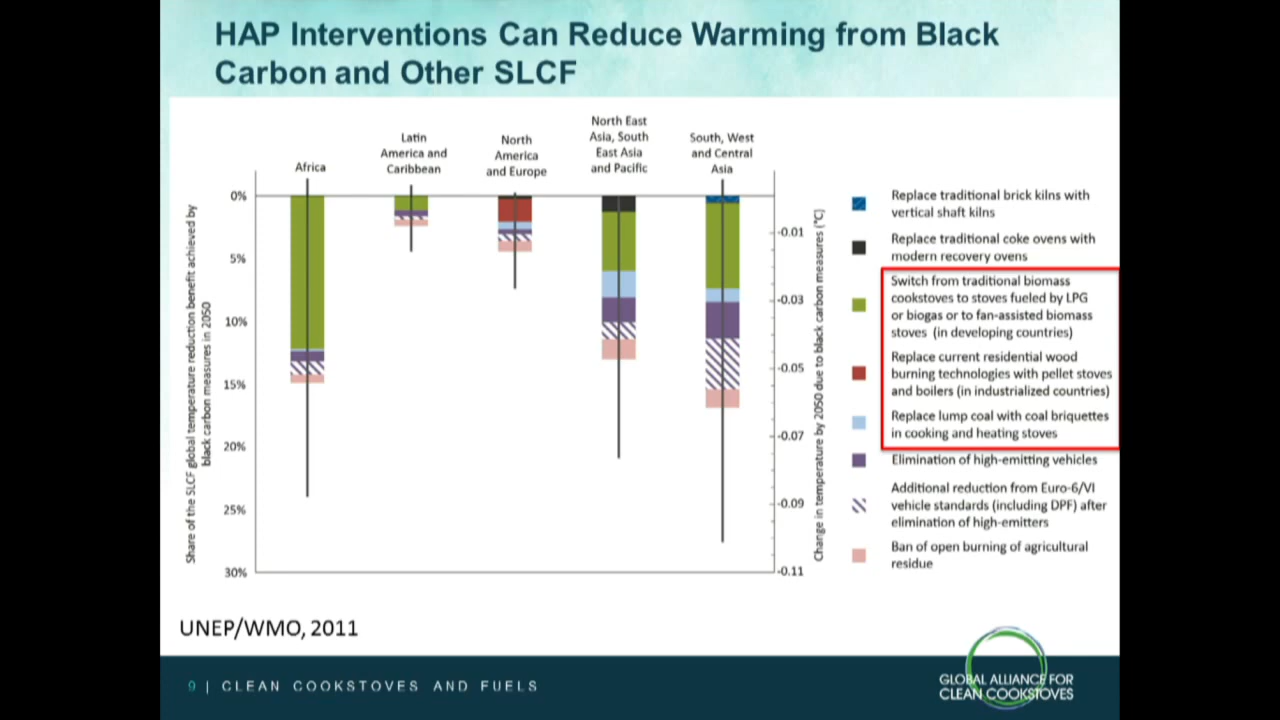 HAP Interventions Can Reduce Warming from Black
Carbon and Other SLCF
Africa
Latin
America and
Caribbean
North
America
and Europe
North East
Asia, South
East Asia
and Pacific
South, West
and Central
Asia
Share of the SLCF global temperature reduction benefit achieved by
black carbon measures in 2050
0%
5%
10%
15%
20%
25%
30%
-0.01
-0.03
-0.05
-0.07
-0.09
-0.11
Change in temperature by 2050 due to black carbon measures (°C)
Replace traditional brick kilns with
vertical shaft kilns
Replace traditional coke ovens with
modern recovery ovens
Switch from traditional biomass
cookstoves to stoves fueled by LPG
or biogas or to fan-assisted biomass
stoves (in developing countries)
Replace current residential wood
burning technologies with pellet stoves
and boilers (in industrialized countries)
Replace lump coal with coal briquettes
in cooking and heating stoves
Elimination of high-emitting vehicles
Additional reduction from Euro-6/VI
vehicle standards (including DPF) after
elimination of high-emitters
Ban of open burning of agricultural
residue
UNEP/WMO, 2011
9 | CLEAN COOKSTOVES AND FUELS
GLOBAL ALLIANCE FOR
CLEAN COOKSTOVES